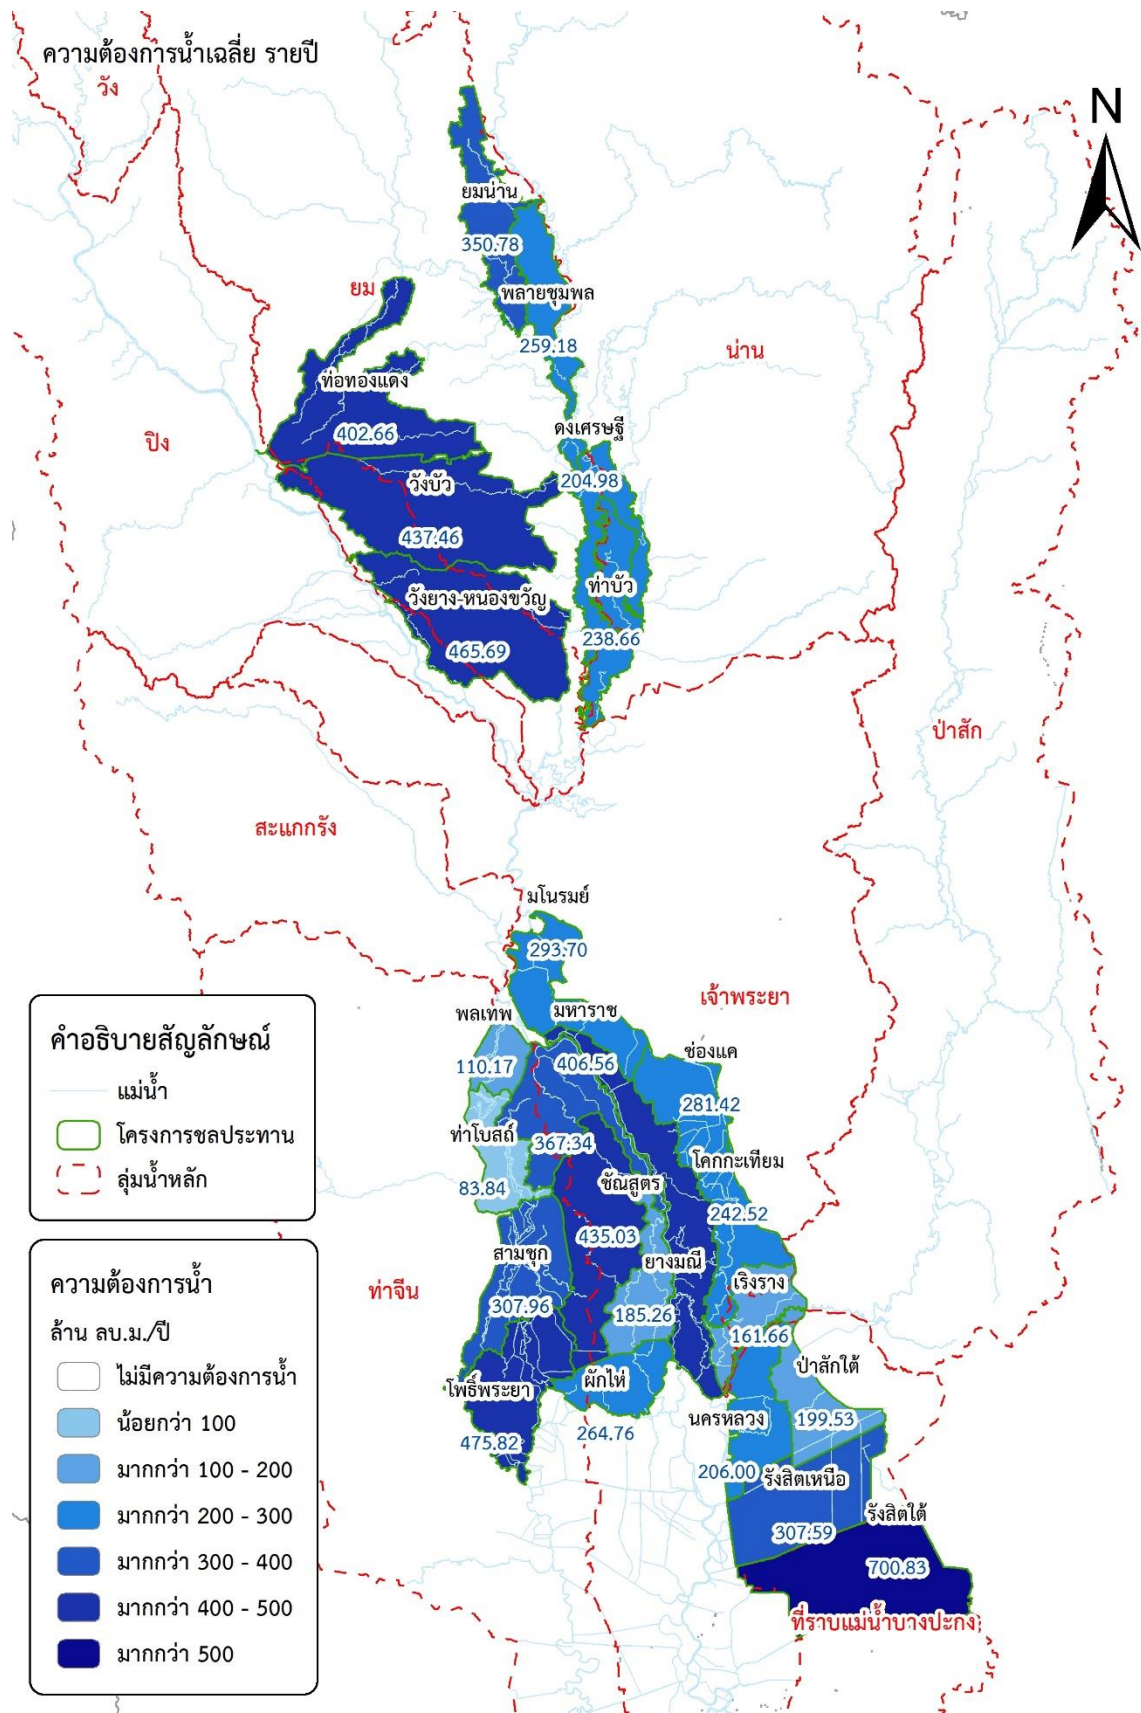 ความต้องการน้ำเฉลี่ย รายปี
วัง
N
ยมน่าน
350.78
ยม
พลายชุมพล
259.18
น่าน
ท่อทองแดง
402.66
ปิง
ดงเศรษฐี
204.98
วังบัว
437.46
ท่าบัว
วังยาง-หนองขวัญ
238.66
465.69
ป่าสัก
สะแกกรัง
มโนรมย์
293.70
เจ้าพระยา
พลเทพ
มหาราช
110.17
406.56
ช่องแค
281.42
ท่าโบสถ์
367.34
โคกกะเทียม
83.84
ชัณสูตร
242.52
435.03
สามชุก
ยางมณี
เริงราง
ท่าจีน
307.96
185.26
161.66
ป่าสักใต้
โพธิ์พระยา
ผักไห่
นครหลวง
199.53
475.82
264.76
206.00
รังสิตเหนือ
รังสิตใต้
307.59
700.83
ที่ราบแม่น้ำบางปะกง
คำอธิบายสัญลักษณ์
แม่น้ำ
โครงการชลประทาน
ลุ่มน้ำหลัก
ความต้องการน้ำ
ล้าน ลบ.ม./ปี
ไม่มีความต้องการน้ำ
น้อยกว่า 100
มากกว่า 100 - 200
มากกว่า 200 - 300
มากกว่า 300 - 400
มากกว่า 400 - 500
มากกว่า 500